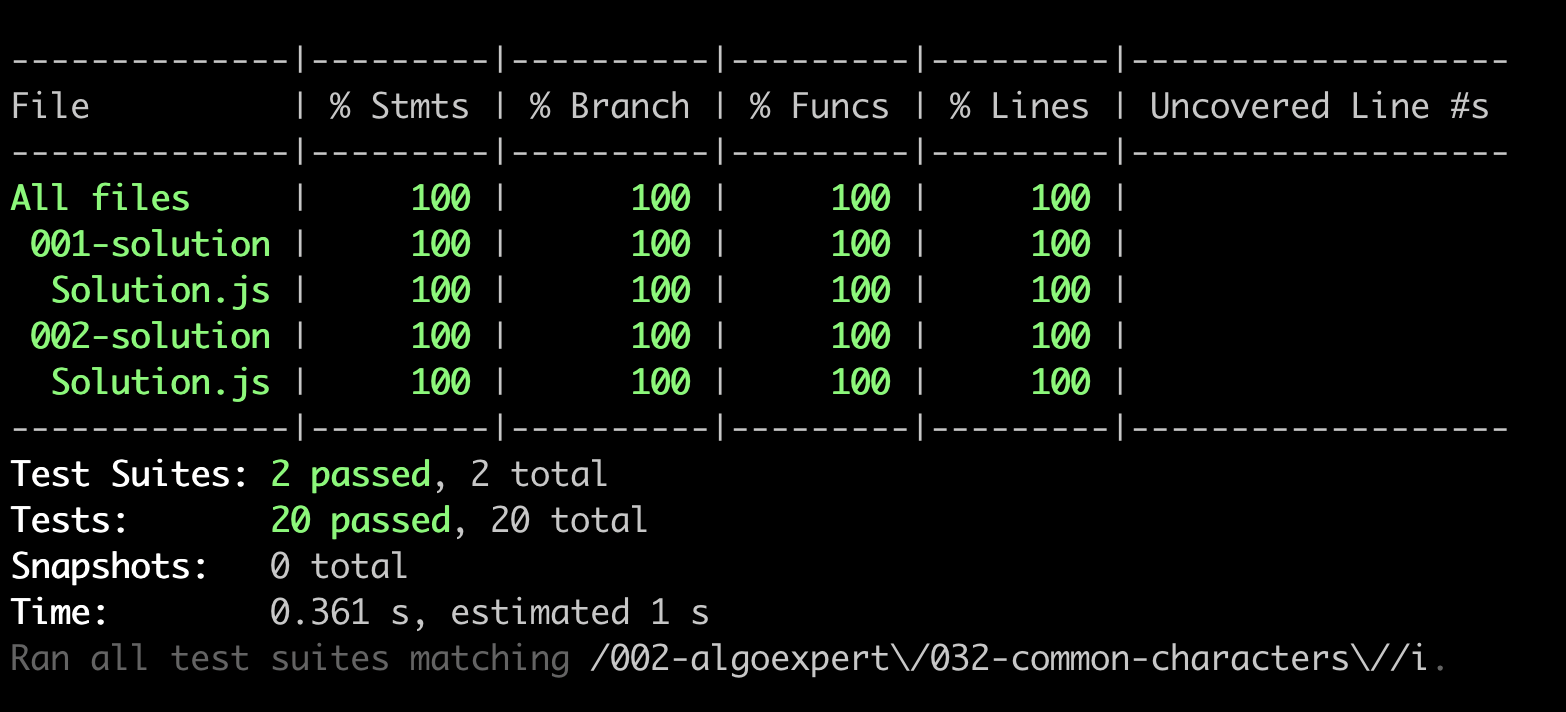 --------------|---------|----------|---------|---------|-------------------
File          | % Stmts | % Branch | % Funcs | % Lines | Uncovered Line #s
--------------|---------|----------|---------|---------|-------------------
All files     |     100 |      100 |     100 |     100 |
 001-solution |     100 |      100 |     100 |     100 |
  Solution.js |     100 |      100 |     100 |     100 |
 002-solution |     100 |      100 |     100 |     100 |
  Solution.js |     100 |      100 |     100 |     100 |
--------------|---------|----------|---------|---------|-------------------
Test Suites: 2 passed, 2 total
Tests:       20 passed, 20 total
Snapshots:   0 total
Time:        0.361 s, estimated 1 s
Ran all test suites matching /002-algoexpert\/032-common-characters\//i.